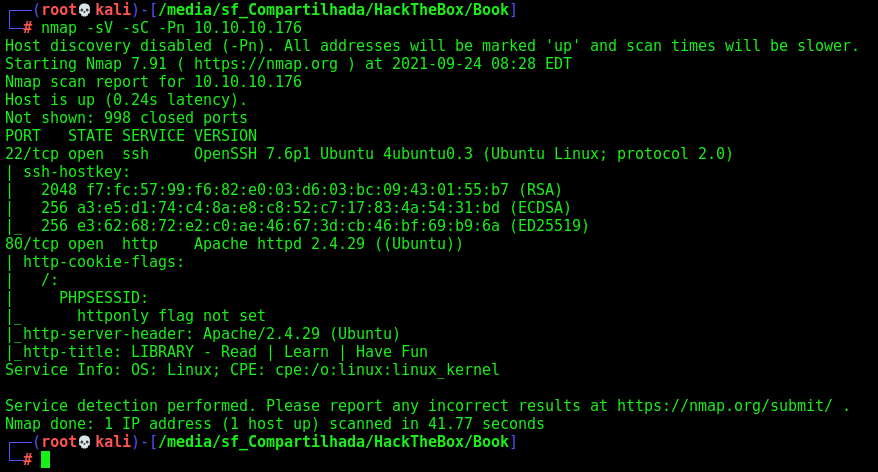 ┌──(root💀kali)-[/media/sf_Compartilhada/HackTheBox/Book]
└─# nmap -sV -sC -Pn 10.10.10.176
Host discovery disabled (-Pn). All addresses will be marked 'up' and scan times will be slower.
Starting Nmap 7.91 ( https://nmap.org ) at 2021-09-24 08:28 EDT
Nmap scan report for 10.10.10.176
Host is up (0.24s latency).
Not shown: 998 closed ports
PORT   STATE SERVICE VERSION
22/tcp open  ssh     OpenSSH 7.6p1 Ubuntu 4ubuntu0.3 (Ubuntu Linux; protocol 2.0)
| ssh-hostkey:
|   2048 f7:fc:57:99:f6:82:e0:03:d6:03:bc:09:43:01:55:b7 (RSA)
|   256 a3:e5:d1:74:c4:8a:e8:c8:52:c7:17:83:4a:54:31:bd (ECDSA)
|_  256 e3:62:68:72:e2:c0:ae:46:67:3d:cb:46:bf:69:b9:6a (ED25519)
80/tcp open  http    Apache httpd 2.4.29 ((Ubuntu))
| http-cookie-flags:
|   /:
|     PHPSESSID:
|_      httponly flag not set
|_http-server-header: Apache/2.4.29 (Ubuntu)
|_http-title: LIBRARY - Read | Learn | Have Fun
Service Info: OS: Linux; CPE: cpe:/o:linux:linux_kernel

Service detection performed. Please report any incorrect results at https://nmap.org/submit/ .
Nmap done: 1 IP address (1 host up) scanned in 41.77 seconds
┌──(root💀kali)-[/media/sf_Compartilhada/HackTheBox/Book]
└─#